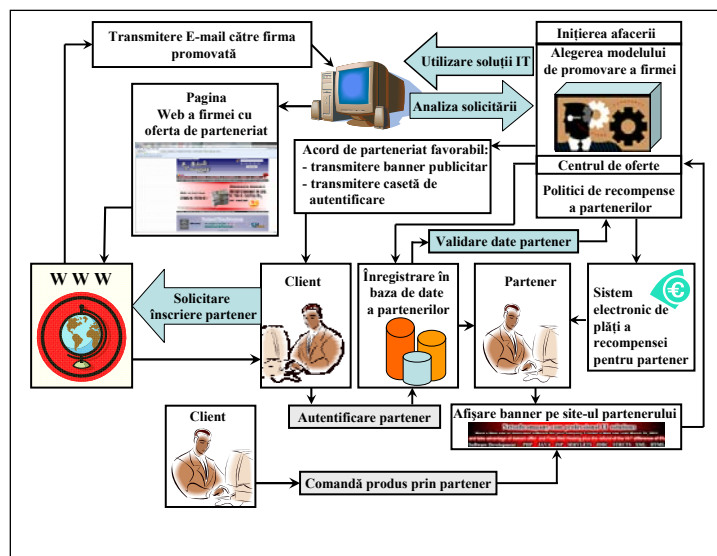 Transmitere E-mail către firma
promovată
Utilizare soluții IT
Analiza solicitării
Inițierea afacerii
Alegerea modelului
de promovare a firmei
Centrul de oferte
Politici de recompense
a partenerilor
Pagina
Web a firmei cu
oferta de parteneriat
Acord de parteneriat favorabil:
- transmitere banner publicitar
- transmitere casetă de
autentificare
Validare date partener
W W W
Solicitare
înscriere partener
Client
Înregistrare în
baza de date
a partenerilor
Partener
Sistem
electronic de
plăți a
recompensei
pentru partener
Autentificare partener
Client
Afișare banner pe site-ul partenerului
Comandă produs prin partener